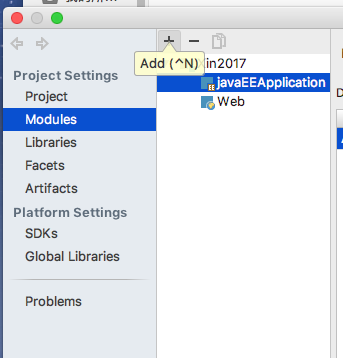 Add (^N)
in2017
Project Settings
Project
Modules
Libraries
Facets
Artifacts
Platform Settings
SDKs
Global Libraries
Problems
javaEEApplication
Web